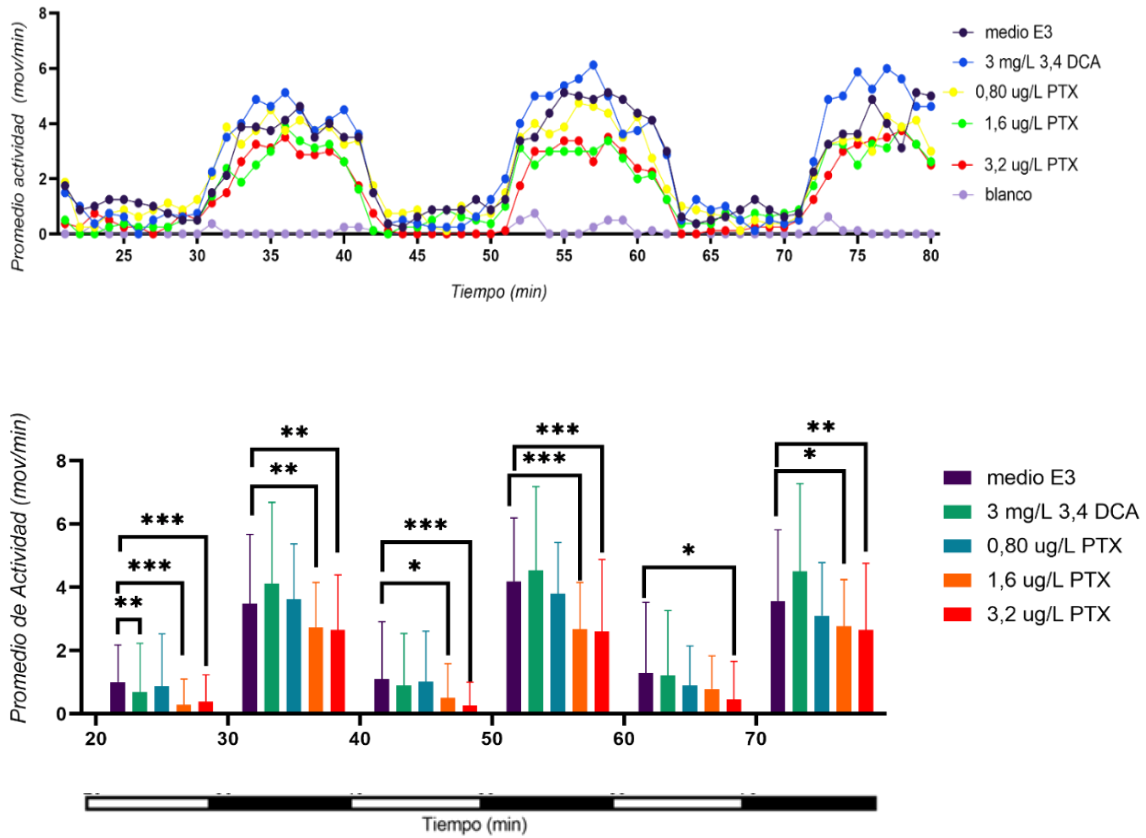 8
6
4
2
0
Promedio actividad (mov/min)
25 30 35 40 45 50 55 60 65 70 75 80
Tiempo (min)
medio E3
3 mg/L 3,4 DCA
0,80 ug/L PTX
1,6 ug/L PTX
3,2 ug/L PTX
blanco
8
6
4
2
0
Promedio de Actividad (mov/min)
** *** ***
** **
* ***
*** ***
*
* **
20 30 40 50 60 70
medio E3
3 mg/L 3,4 DCA
0,80 ug/L PTX
1,6 ug/L PTX
3,2 ug/L PTX
Tiempo (min)